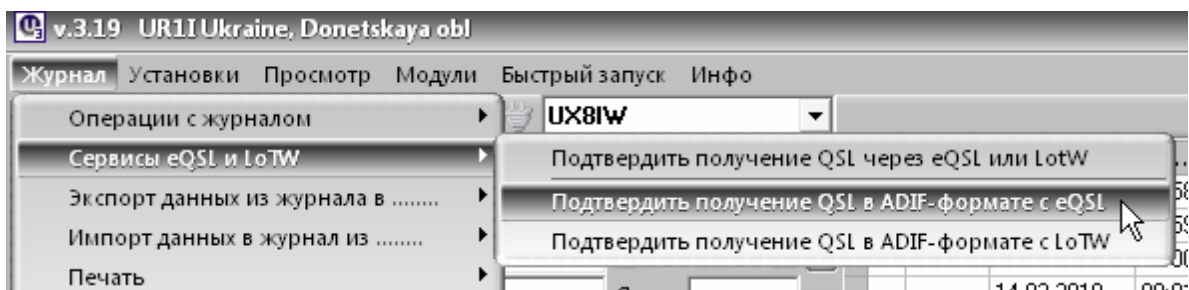 v.3.19 UR1I Ukraine, Donetskaya obl
Журнал Установки Просмотр Модули Быстрый запуск Инфо
Операции с журналом
UX8IW
Сервисы eQSL и LoTW
Подтвердить получение QSL через eQSL или LotW
Экспорт данных из журнала в ........
Подтвердить получение QSL в ADIF-формате с eQSL
Импорт данных в журнал из ........
Подтвердить получение QSL в ADIF-формате с LoTW
Печать